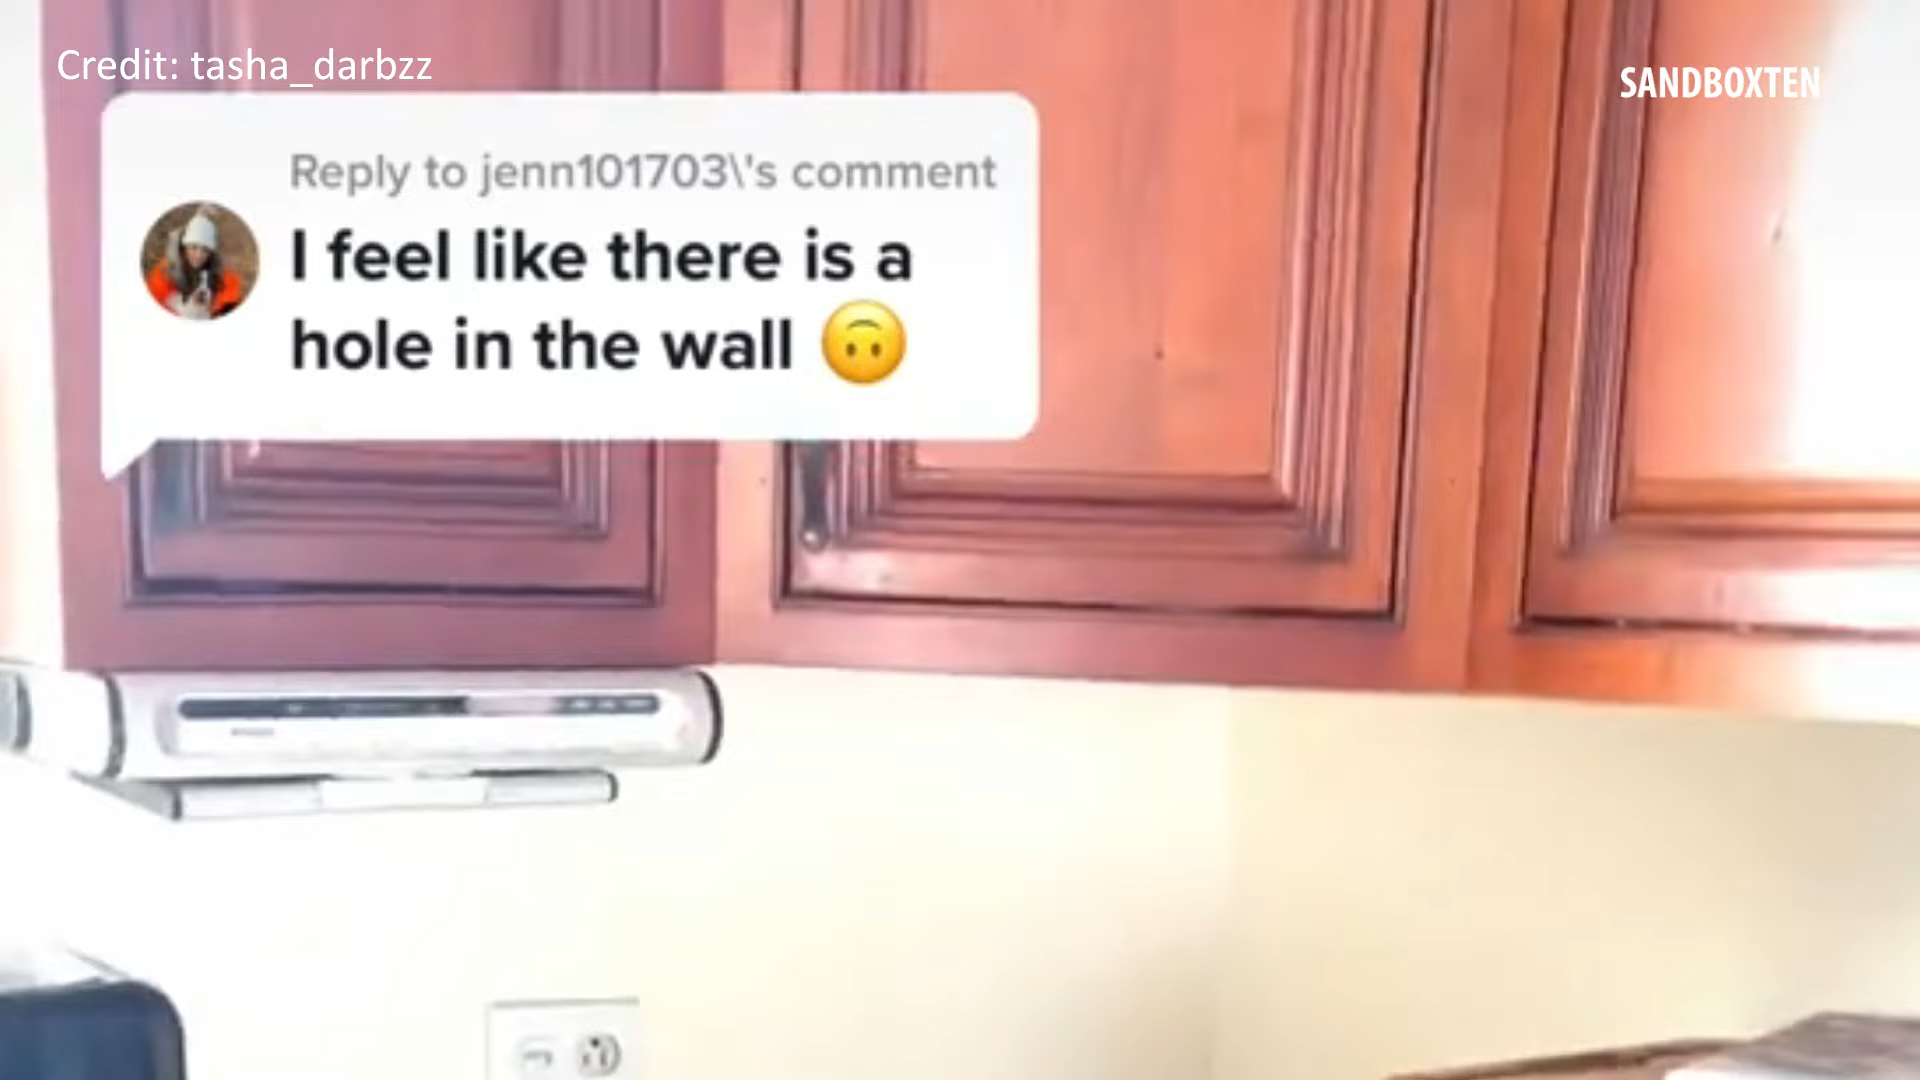 Credit: tasha_darbzz
SANDBOXTEN
Reply to jenn101703\'s comment
I feel like there is a
hole in the wall 🙃